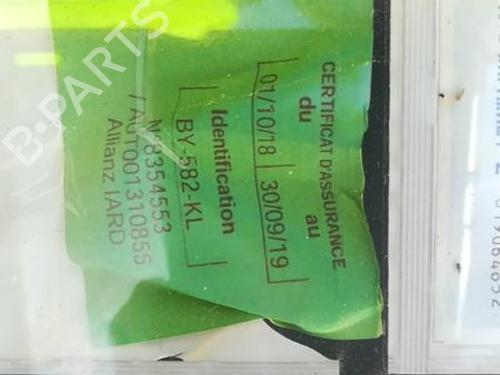 CERTIFICAT D'ASSURANCE
du au
01/10/18 30/09/19
Identification
BY-582-KL
N°8354553
/ AUT001310855
Allianz IARD
B-PARTS